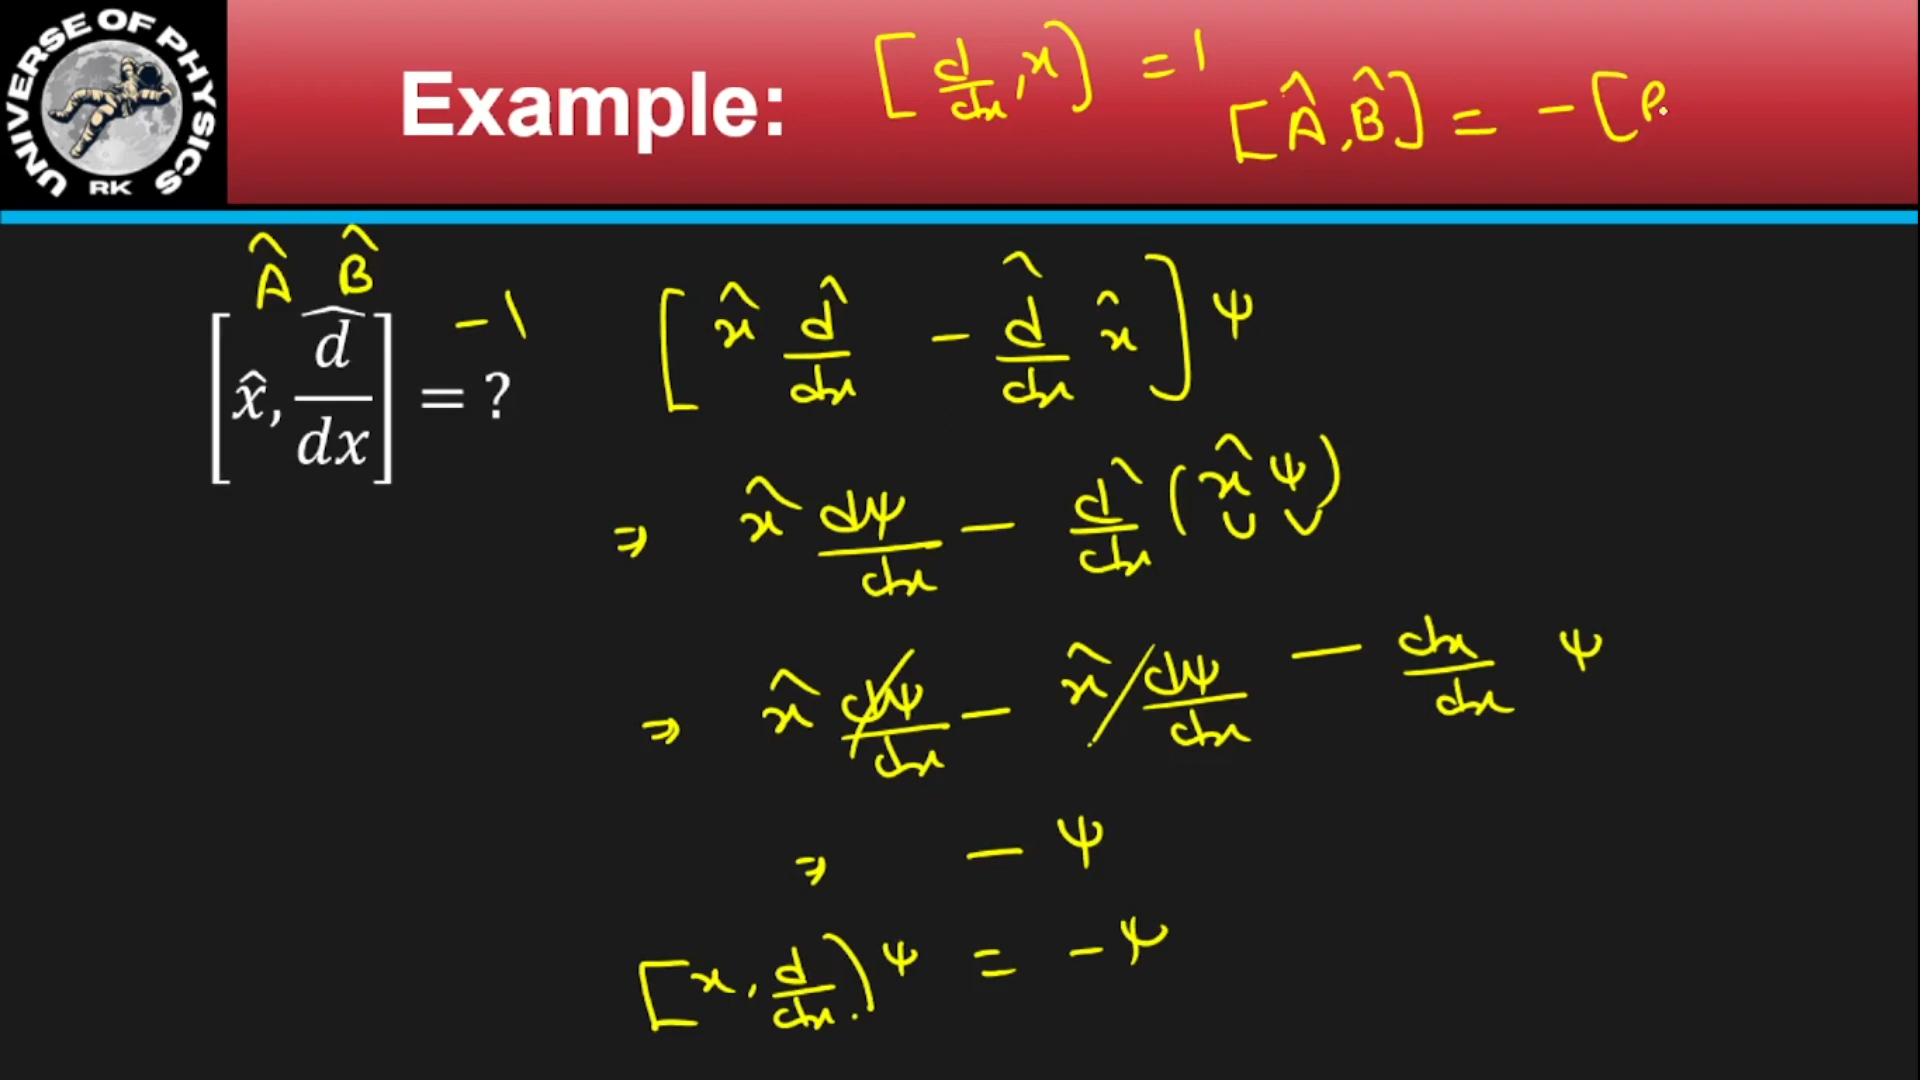 UNIVERSE OF PHYSICS
RK
Example:
[d/dx, x] = 1
[Â, B̂] = - [
Â B̂
[x̂, d̂/dx] = ?
- 1
[x̂ d̂/dx - d̂/dx x̂] ψ
⇒ x̂ dψ/dx - d̂/dx (x̂ ψ)
U V
⇒ x̂ dψ/dx - x̂ dψ/dx - dx/dx ψ
⇒ - ψ
[x, d/dx) ψ = - ψ